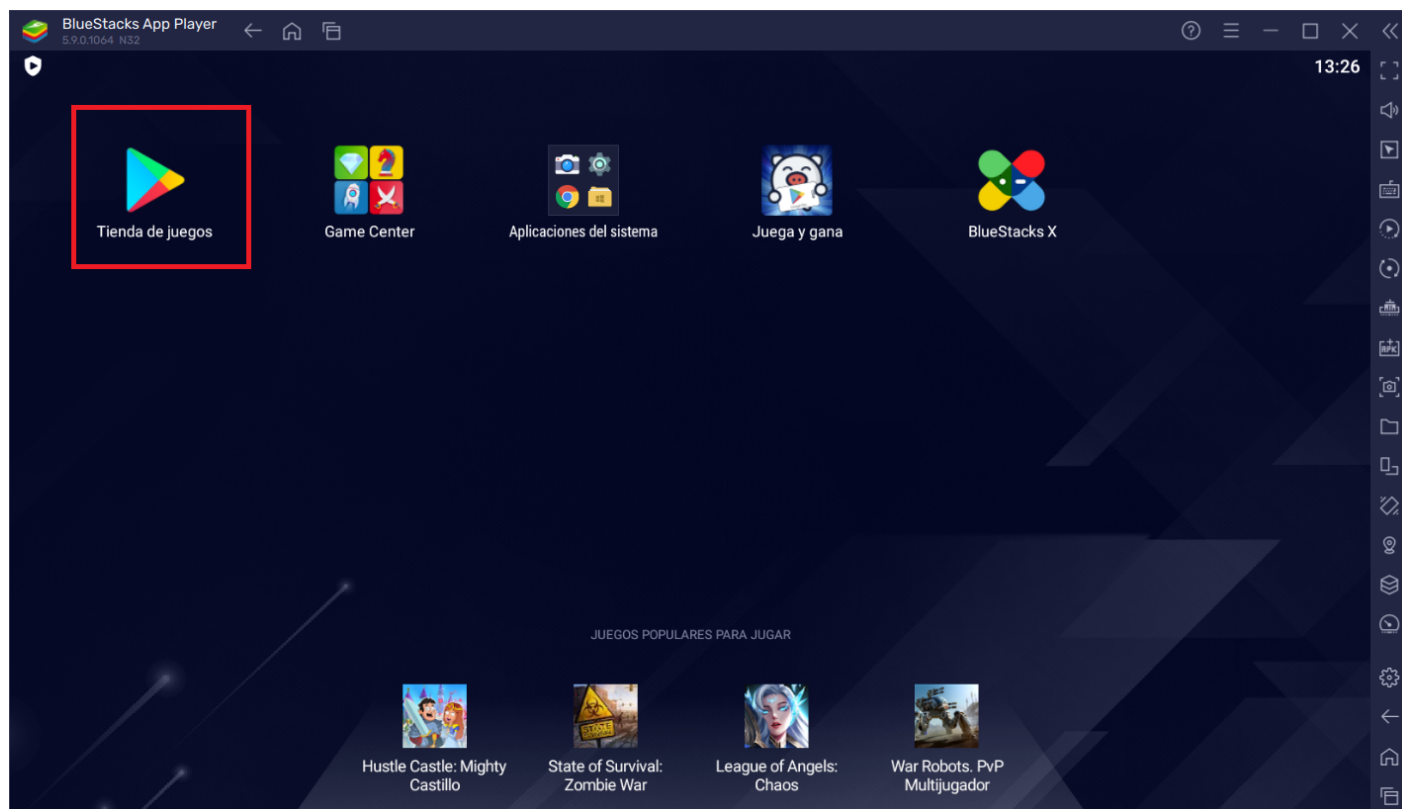 BlueStacks App Player
5.9.0.1064 N32
13:26
Tienda de juegos
Game Center
Aplicaciones del sistema
Juega y gana
BlueStacks X
JUEGOS POPULARES PARA JUGAR
Hustle Castle: Mighty
Castillo
State of Survival:
Zombie War
League of Angels:
Chaos
War Robots. PvP
Multijugador